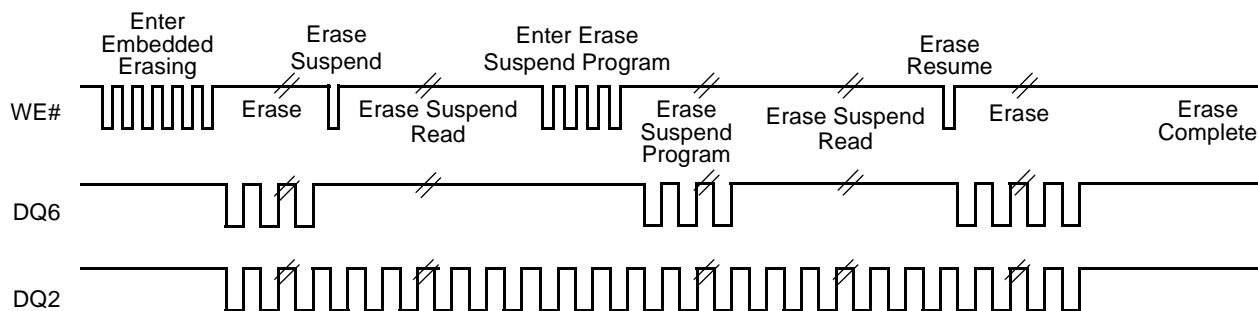 Enter
Embedded
Erasing
Erase
Suspend
Enter Erase
Suspend Program
Erase
Resume
WE#
Erase
Erase Suspend
Read
Erase
Suspend
Program
Erase Suspend
Read
Erase
Erase
Complete
DQ6
DQ2